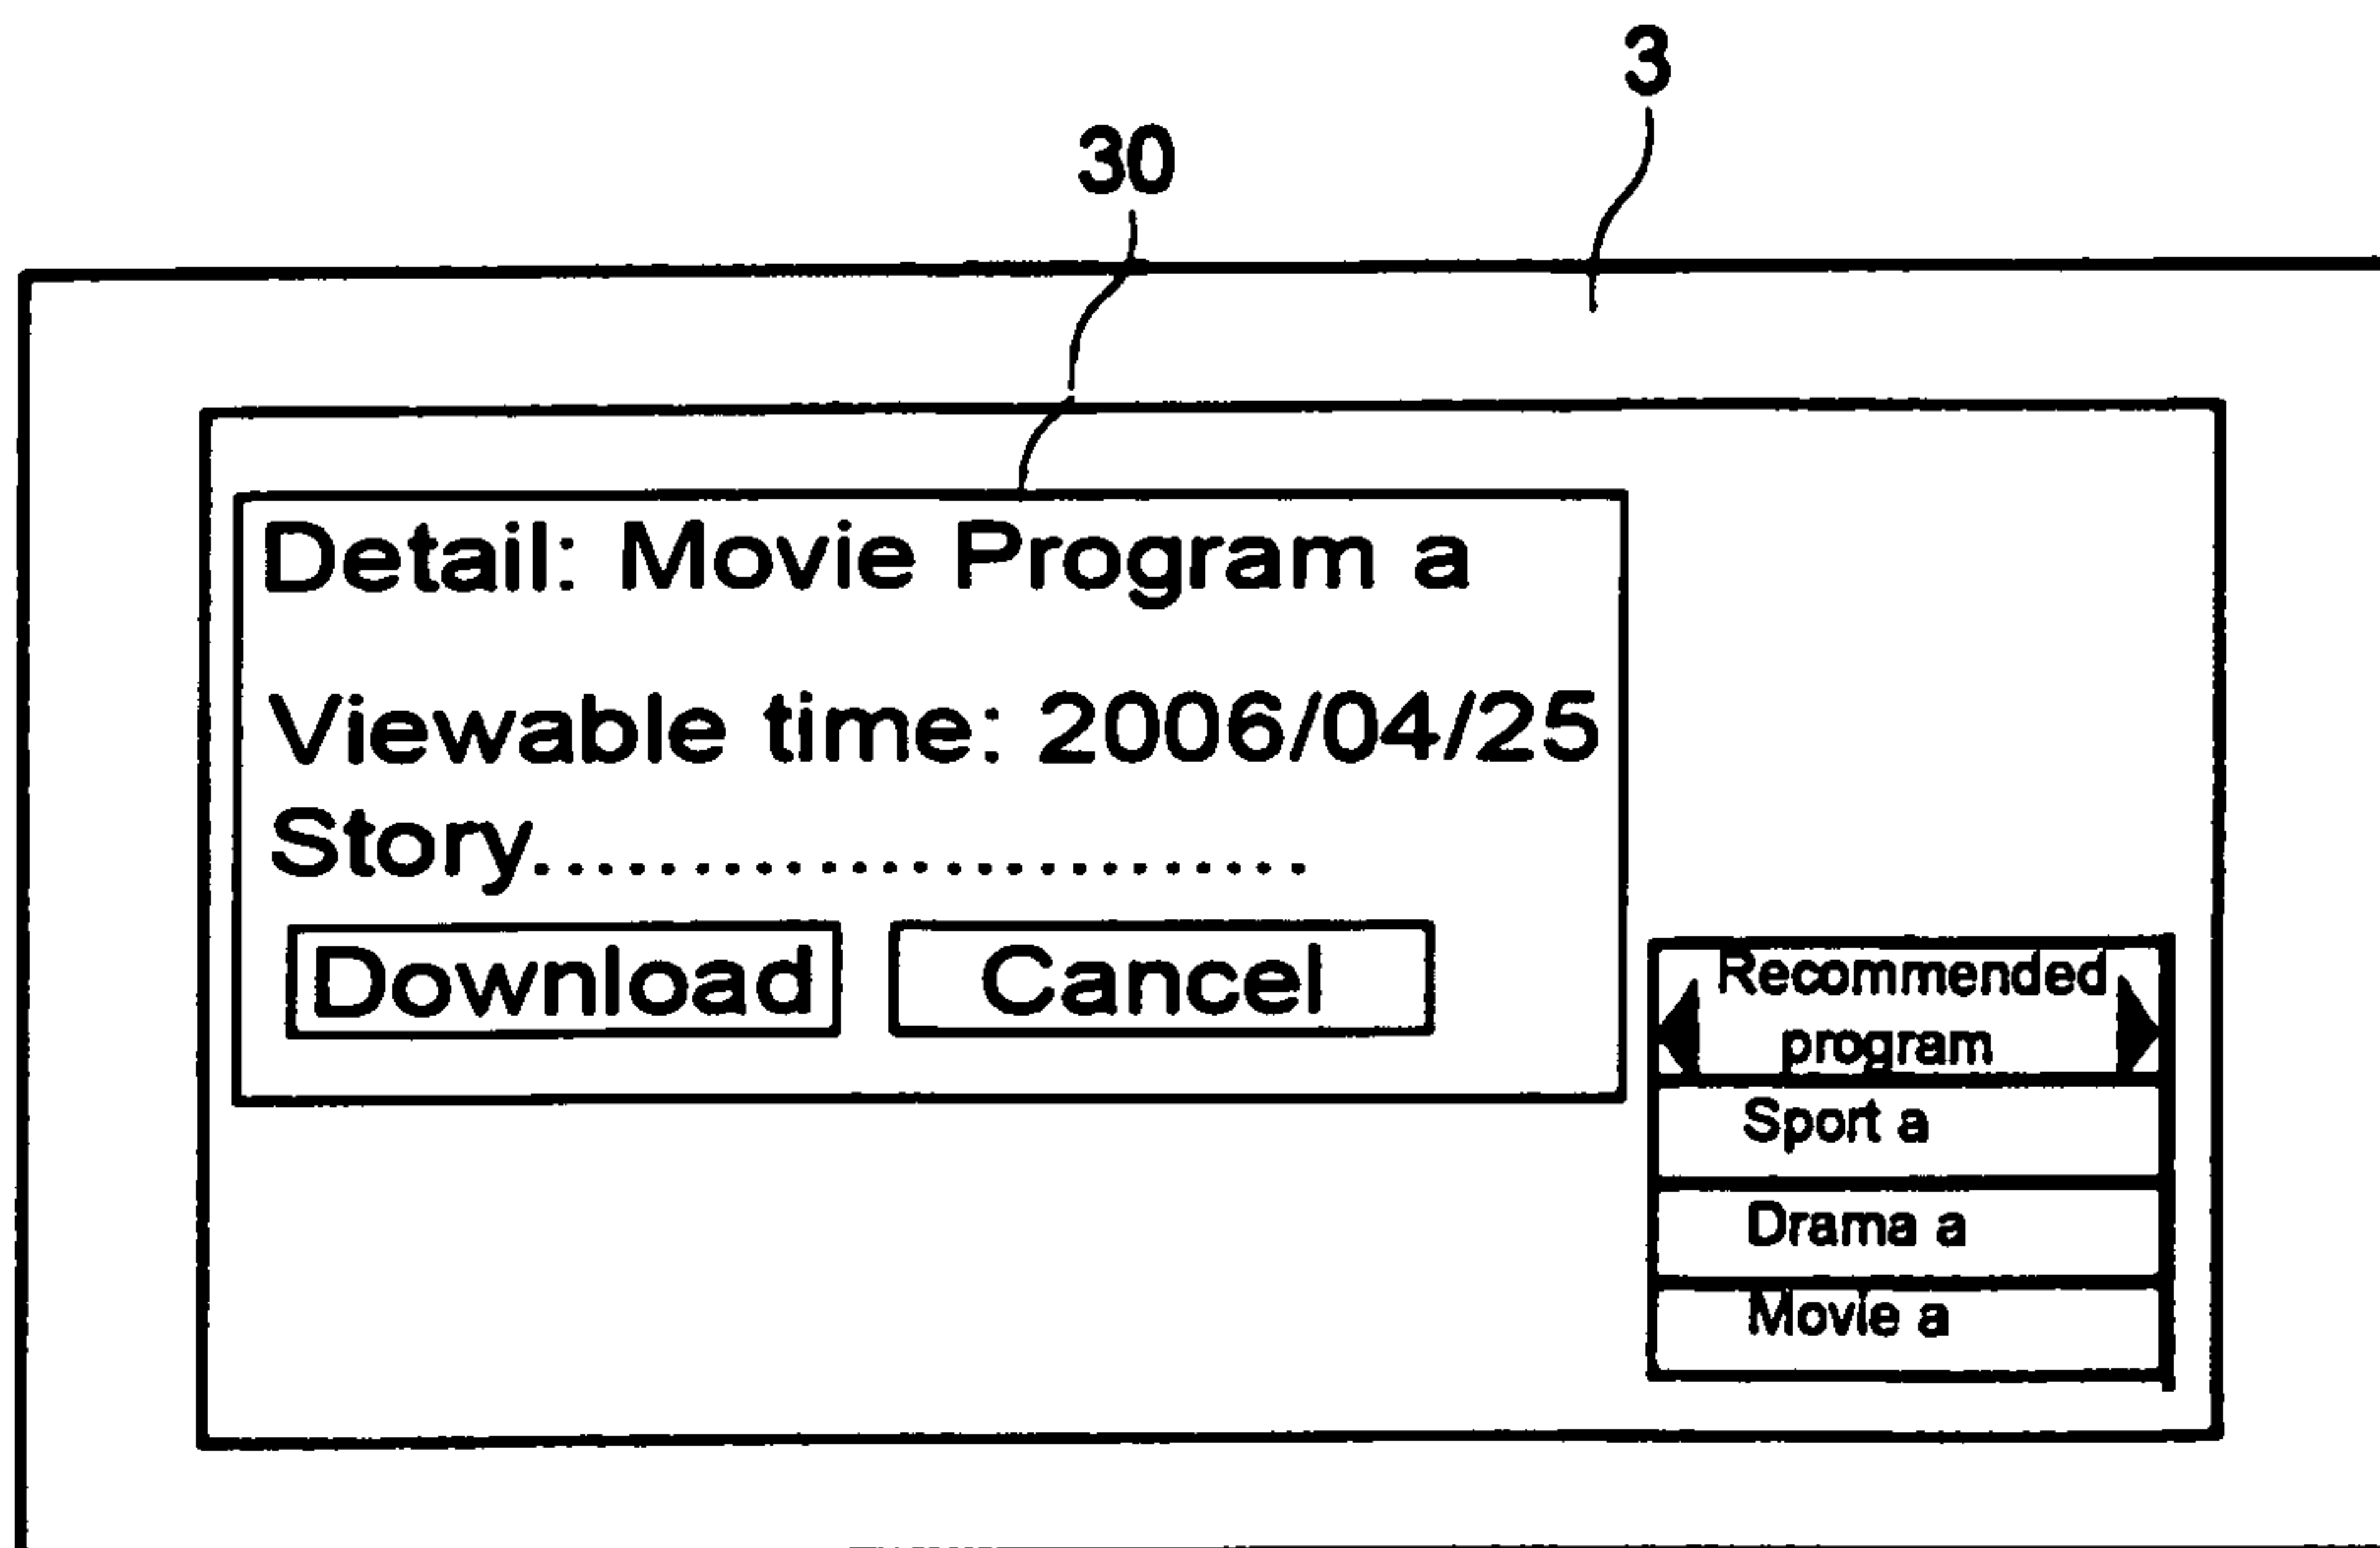 3
30
Detail: Movie Program a
Viewable time: 2006/04/25
Story.........................
Download
Cancel
Recommended
program
Sport a
Drama a
Movie a